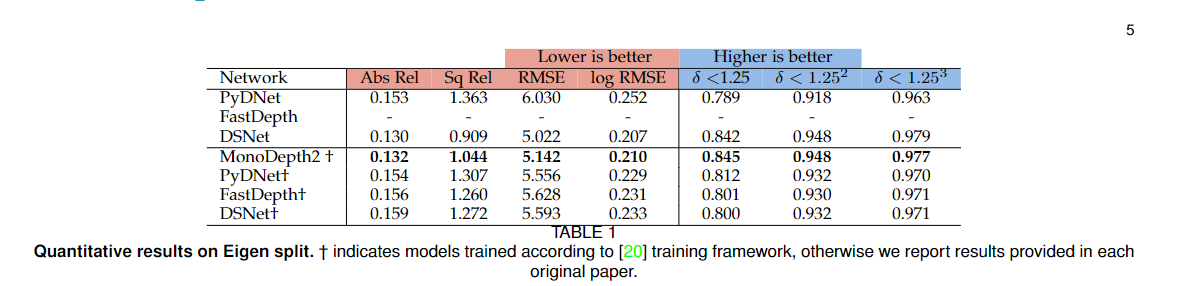 5
Lower is better Higher is better
Network Abs Rel Sq Rel RMSE log RMSE δ <1.25 δ < 1.25² δ < 1.25³
PyDNet 0.153 1.363 6.030 0.252 0.789 0.918 0.963
FastDepth - - - - - - -
DSNet 0.130 0.909 5.022 0.207 0.842 0.948 0.979
MonoDepth2 † 0.132 1.044 5.142 0.210 0.845 0.948 0.977
PyDNet† 0.154 1.307 5.556 0.229 0.812 0.932 0.970
FastDepth† 0.156 1.260 5.628 0.231 0.801 0.930 0.971
DSNet† 0.159 1.272 5.593 0.233 0.800 0.932 0.971
TABLE 1
Quantitative results on Eigen split. † indicates models trained according to [20] training framework, otherwise we report results provided in each
original paper.